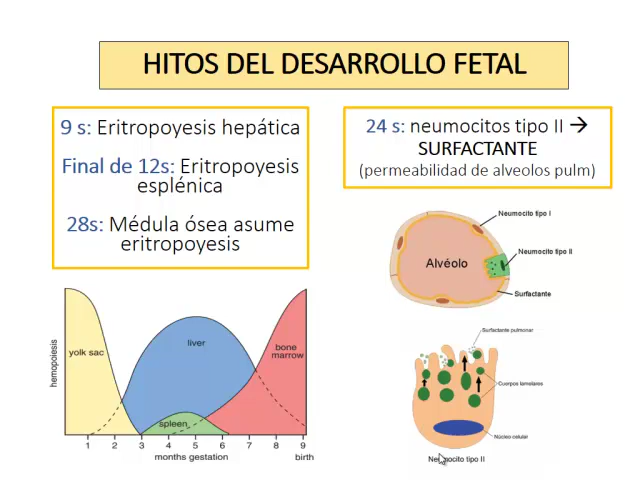 HITOS DEL DESARROLLO FETAL
9 s: Eritropoyesis hepática
Final de 12s: Eritropoyesis
esplénica
28s: Médula ósea asume
eritropoyesis
24 s: neumocitos tipo II →
SURFACTANTE
(permeabilidad de alveolos pulm)
Neumocito tipo I
Neumocito tipo II
Alvéolo
Surfactante
hemopoiesis
yolk sac
liver
bone
marrow
spleen
1 2 3 4 5 6 7 8 9
months gestation
birth
Surfactante pulmonar
Cuerpos lamelares
Núcleo celular
Neumocito tipo II